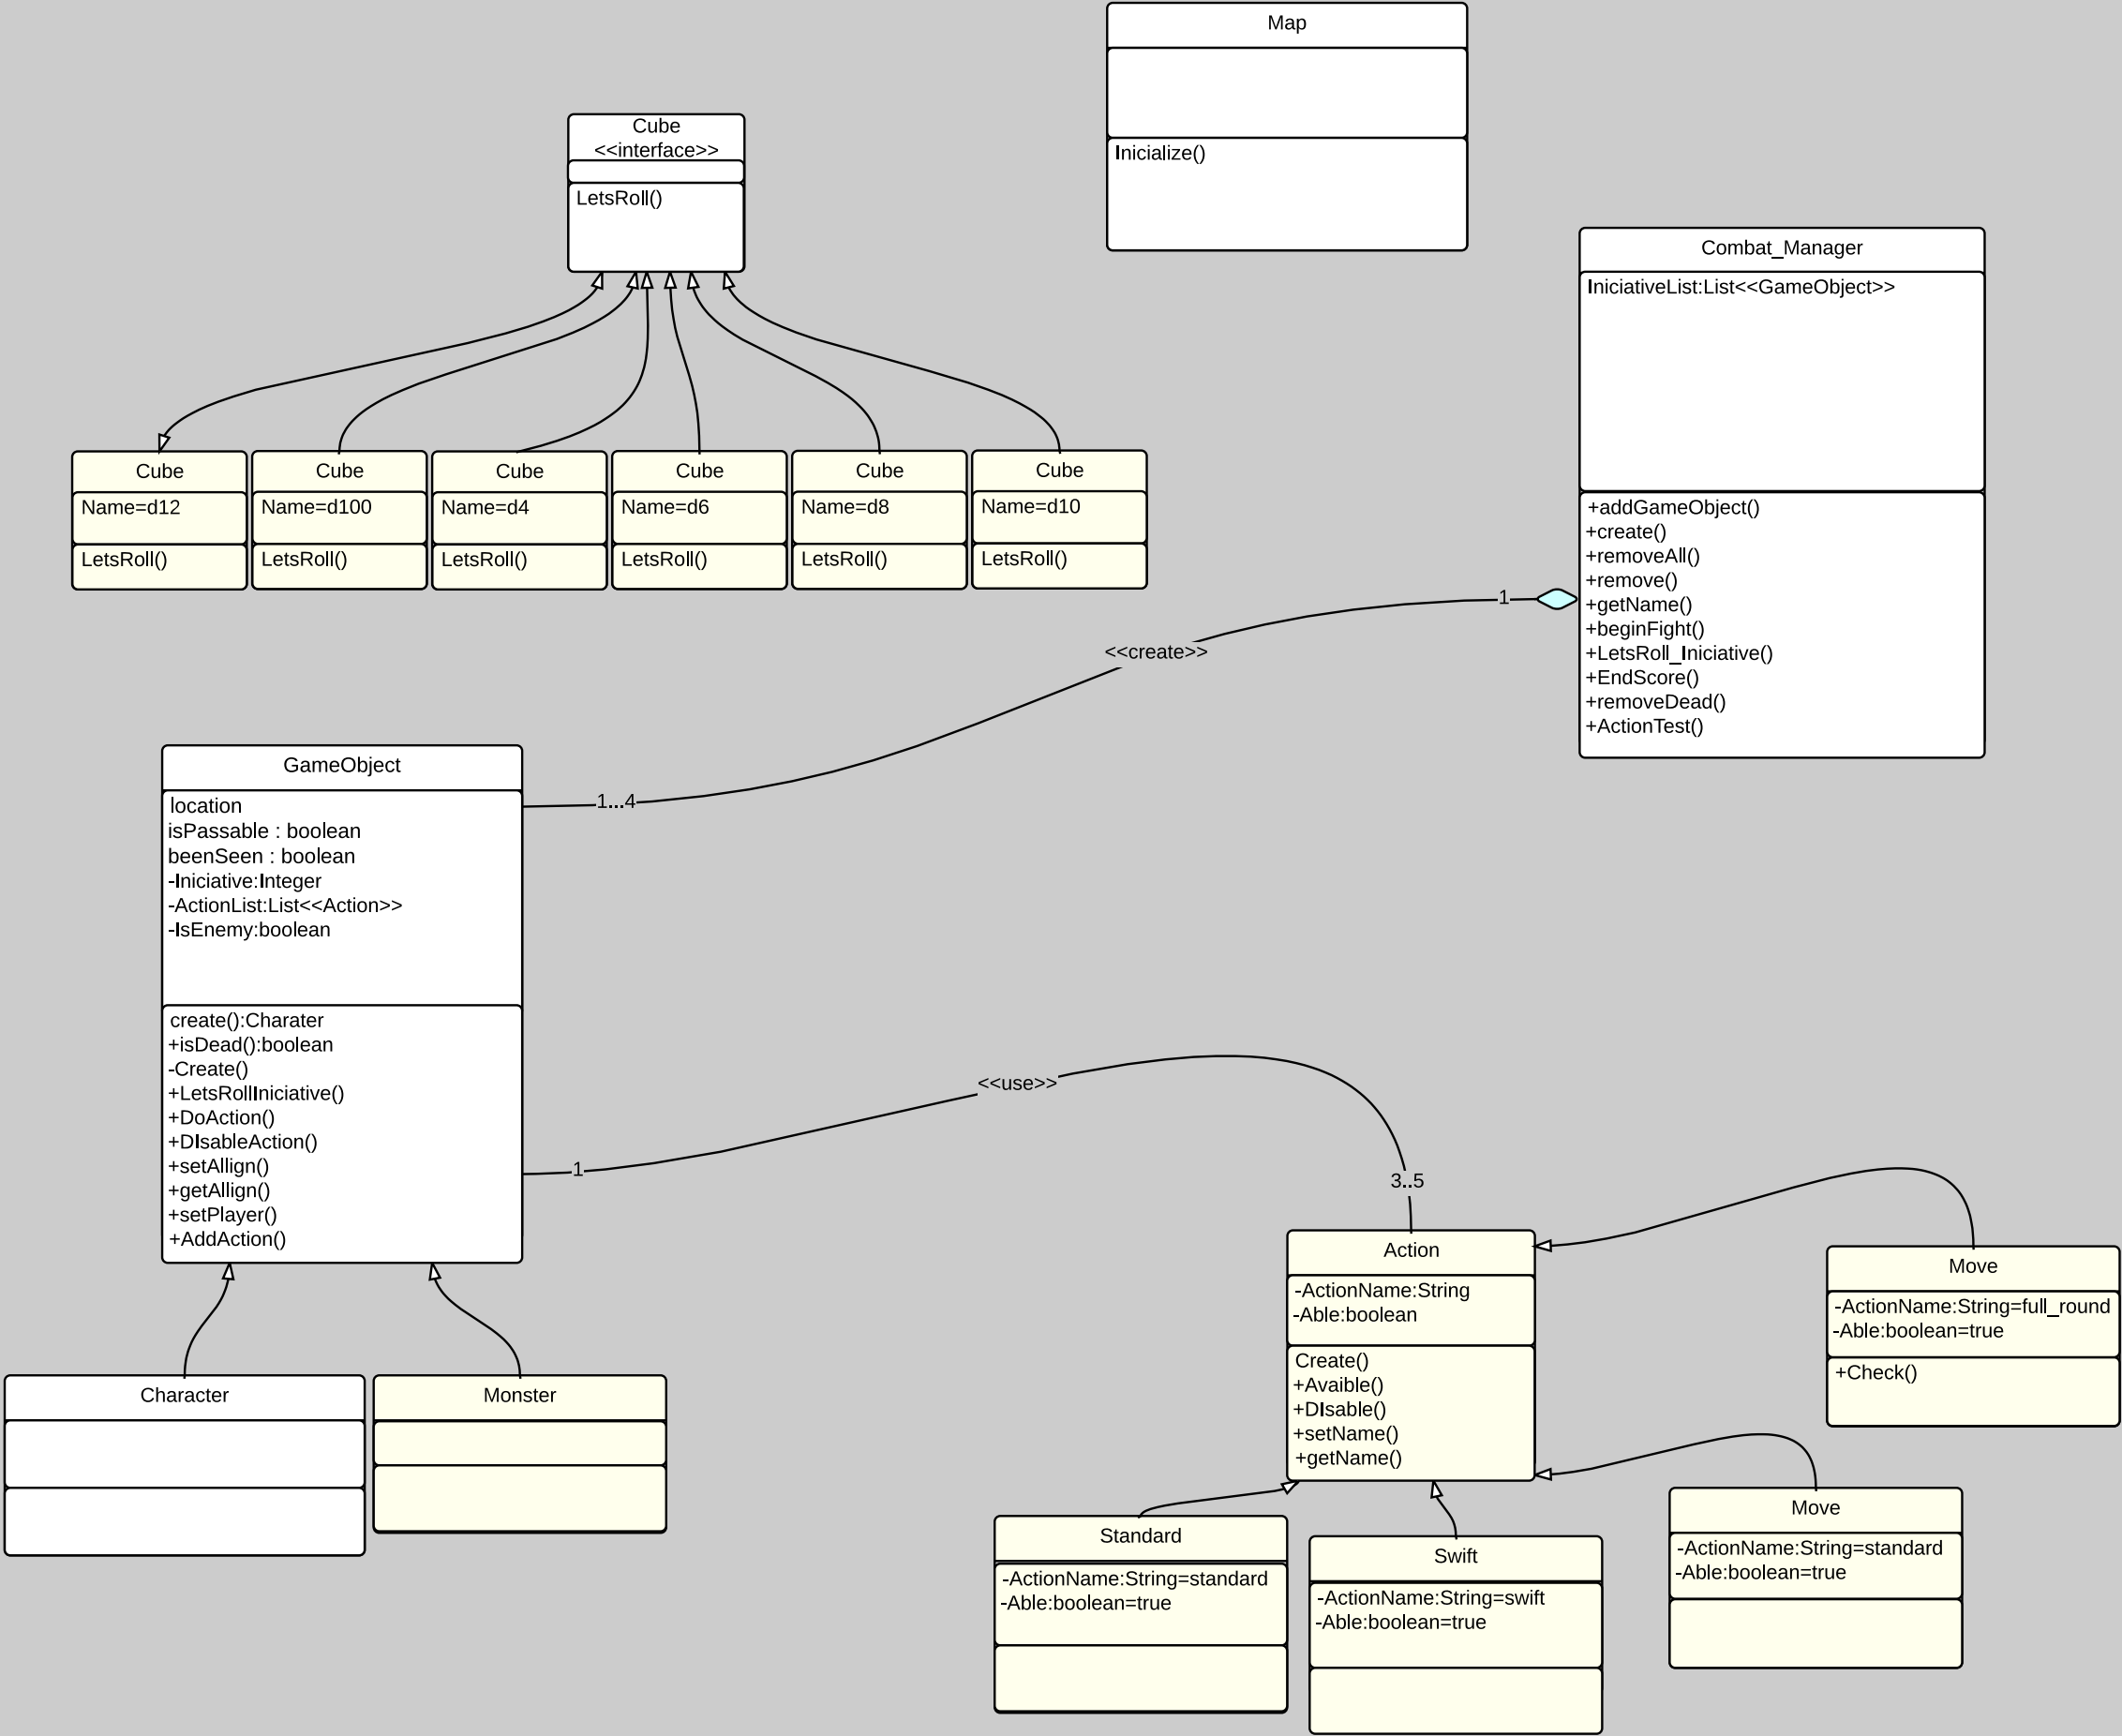 Map
Inicialize()
Cube
<<interface>>
LetsRoll()
Combat_Manager
IniciativeList:List<<GameObject>>
+addGameObject()
+create()
+removeAll()
+remove()
+getName()
+beginFight()
+LetsRoll_Iniciative()
+EndScore()
+removeDead()
+ActionTest()
Cube
Name=d12
LetsRoll()
Cube
Name=d100
LetsRoll()
Cube
Name=d4
LetsRoll()
Cube
Name=d6
LetsRoll()
Cube
Name=d8
LetsRoll()
Cube
Name=d10
LetsRoll()
1
<<create>>
1...4
GameObject
location
isPassable : boolean
beenSeen : boolean
-Iniciative:Integer
-ActionList:List<<Action>>
-IsEnemy:boolean
create():Charater
+isDead():boolean
-Create()
+LetsRollIniciative()
+DoAction()
+DIsableAction()
+setAllign()
+getAllign()
+setPlayer()
+AddAction()
<<use>>
1
3..5
Action
-ActionName:String
-Able:boolean
Create()
+Avaible()
+DIsable()
+setName()
+getName()
Move
-ActionName:String=full_round
-Able:boolean=true
+Check()
Character
Monster
Standard
-ActionName:String=standard
-Able:boolean=true
Swift
-ActionName:String=swift
-Able:boolean=true
Move
-ActionName:String=standard
-Able:boolean=true